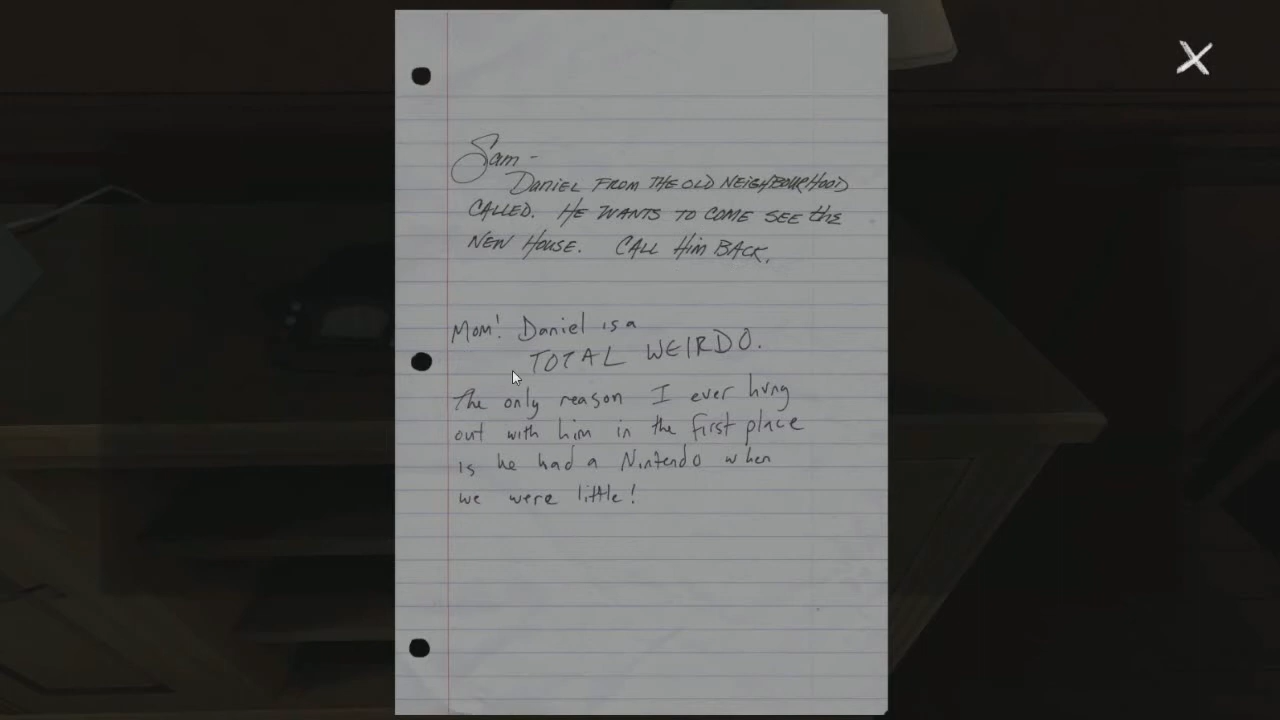 Sam -
DANIEL FROM THE OLD NEIGHBOURHOOD
CALLED. HE WANTS TO COME SEE the
NEW HOUSE. CALL HIM BACK.
Mom! Daniel is a
TOTAL WEIRDO.
The only reason I ever hung
out with him in the first place
is he had a Nintendo when
we were little!